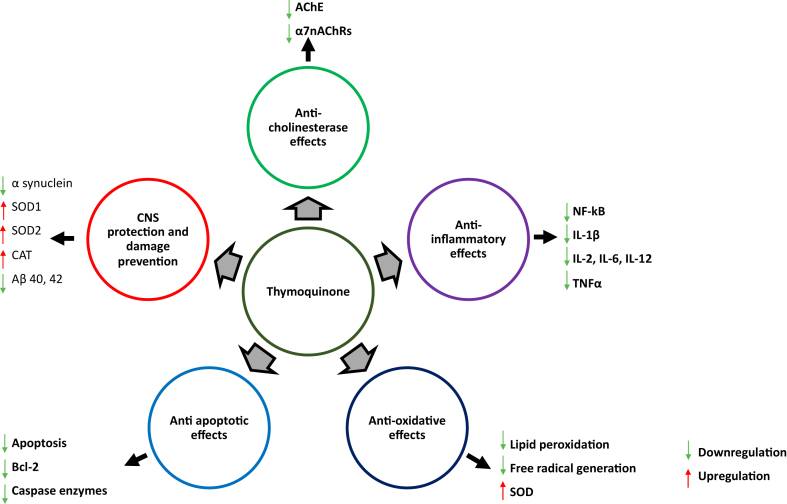 AChE
α7nAChRs
Anti-
cholinesterase
effects
α synuclein
SOD1
SOD2
CAT
Aβ 40, 42
CNS
protection and
damage
prevention
Anti-
inflammatory
effects
NF-kB
IL-1β
IL-2, IL-6, IL-12
TNFα
Thymoquinone
Anti apoptotic
effects
Anti-oxidative
effects
Apoptosis
Bcl-2
Caspase enzymes
Lipid peroxidation
Free radical generation
SOD
Downregulation
Upregulation